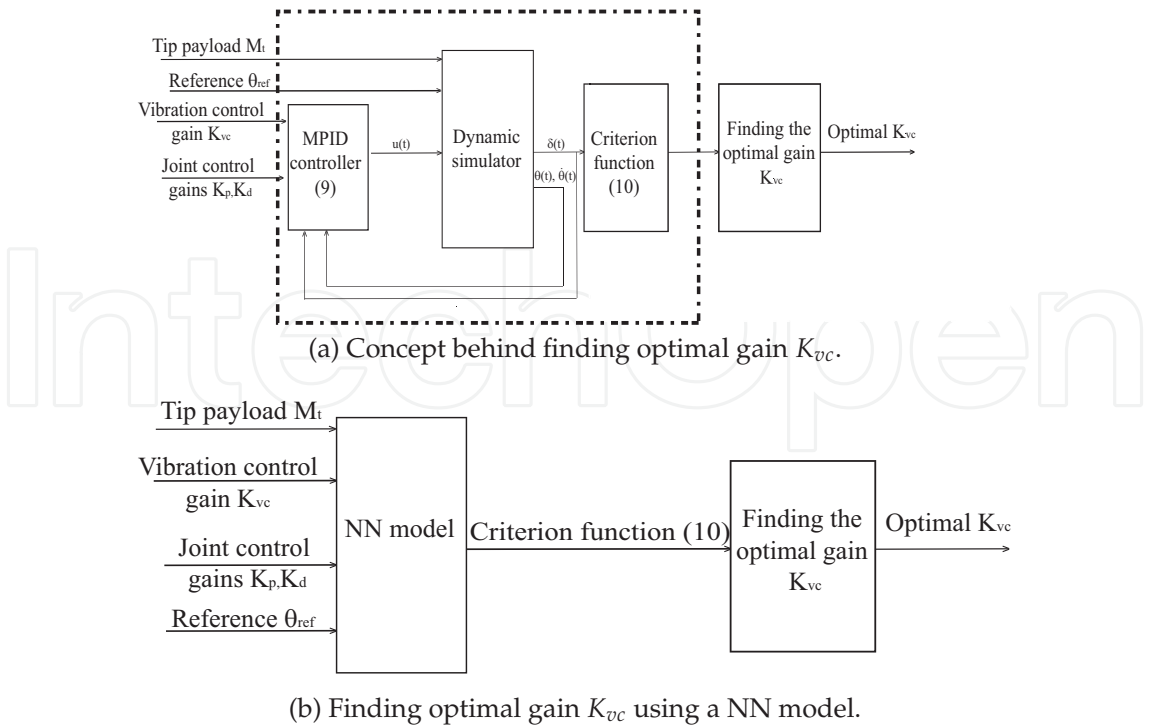 Tip payload Mt
Reference θref
Vibration control
gain Kvc
Joint control
gains Kp,Kd
MPID
controller
(9)
u(t)
Dynamic
simulator
δ(t)
θ(t), θ̇(t)
Criterion
function
(10)
Finding the
optimal gain
Kvc
Optimal Kvc
IntechOpen
(a) Concept behind finding optimal gain Kvc.
Tip payload Mt
Vibration control
gain Kvc
Joint control
gains Kp,Kd
Reference θref
NN model
Criterion function (10)
Finding the
optimal gain
Kvc
Optimal Kvc
(b) Finding optimal gain Kvc using a NN model.